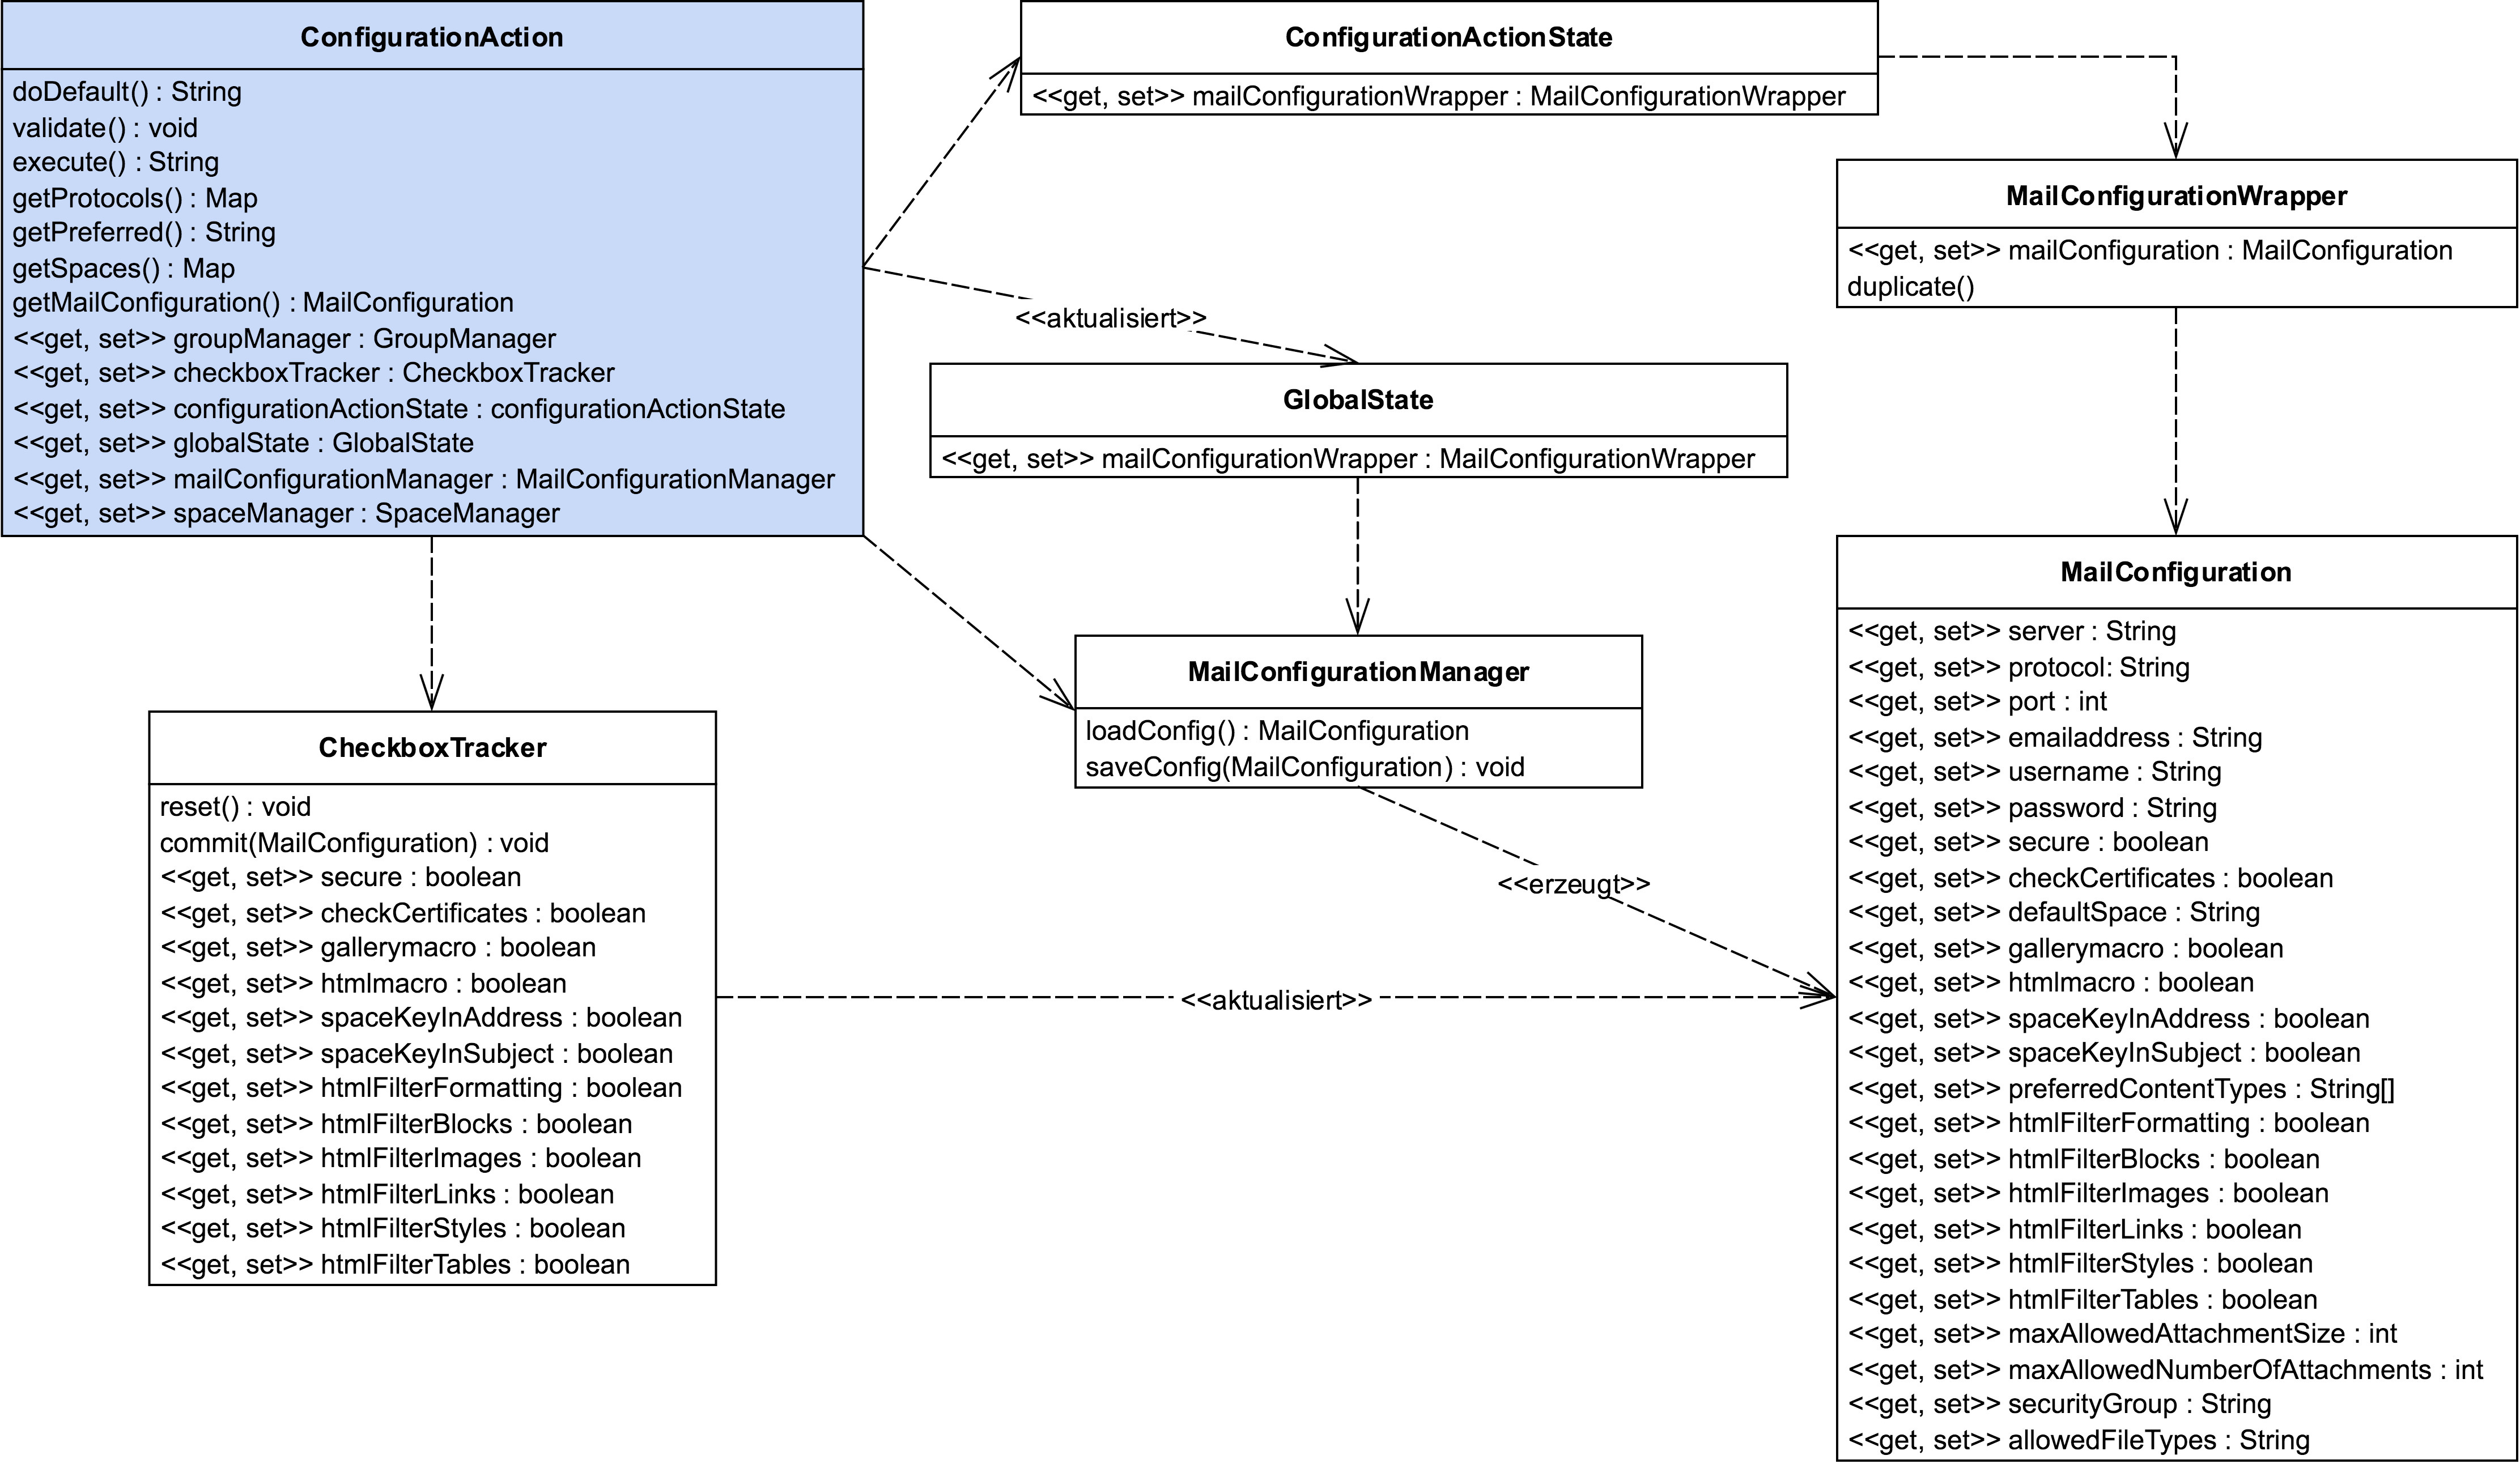 ConfigurationAction
doDefault() : String
validate() : void
execute() : String
getProtocols() : Map
getPreferred() : String
getSpaces() : Map
getMailConfiguration() : MailConfiguration
<<get, set>> groupManager : GroupManager
<<get, set>> checkboxTracker : CheckboxTracker
<<get, set>> configurationActionState : configurationActionState
<<get, set>> globalState : GlobalState
<<get, set>> mailConfigurationManager : MailConfigurationManager
<<get, set>> spaceManager : SpaceManager
ConfigurationActionState
<<get, set>> mailConfigurationWrapper : MailConfigurationWrapper
MailConfigurationWrapper
<<get, set>> mailConfiguration : MailConfiguration
duplicate()
<<aktualisiert>>
GlobalState
<<get, set>> mailConfigurationWrapper : MailConfigurationWrapper
MailConfigurationManager
loadConfig() : MailConfiguration
saveConfig(MailConfiguration) : void
<<erzeugt>>
CheckboxTracker
reset() : void
commit(MailConfiguration) : void
<<get, set>> secure : boolean
<<get, set>> checkCertificates : boolean
<<get, set>> gallerymacro : boolean
<<get, set>> htmlmacro : boolean
<<get, set>> spaceKeyInAddress : boolean
<<get, set>> spaceKeyInSubject : boolean
<<get, set>> htmlFilterFormatting : boolean
<<get, set>> htmlFilterBlocks : boolean
<<get, set>> htmlFilterImages : boolean
<<get, set>> htmlFilterLinks : boolean
<<get, set>> htmlFilterStyles : boolean
<<get, set>> htmlFilterTables : boolean
<<aktualisiert>>
MailConfiguration
<<get, set>> server : String
<<get, set>> protocol: String
<<get, set>> port : int
<<get, set>> emailaddress : String
<<get, set>> username : String
<<get, set>> password : String
<<get, set>> secure : boolean
<<get, set>> checkCertificates : boolean
<<get, set>> defaultSpace : String
<<get, set>> gallerymacro : boolean
<<get, set>> htmlmacro : boolean
<<get, set>> spaceKeyInAddress : boolean
<<get, set>> spaceKeyInSubject : boolean
<<get, set>> preferredContentTypes : String[]
<<get, set>> htmlFilterFormatting : boolean
<<get, set>> htmlFilterBlocks : boolean
<<get, set>> htmlFilterImages : boolean
<<get, set>> htmlFilterLinks : boolean
<<get, set>> htmlFilterStyles : boolean
<<get, set>> htmlFilterTables : boolean
<<get, set>> maxAllowedAttachmentSize : int
<<get, set>> maxAllowedNumberOfAttachments : int
<<get, set>> securityGroup : String
<<get, set>> allowedFileTypes : String